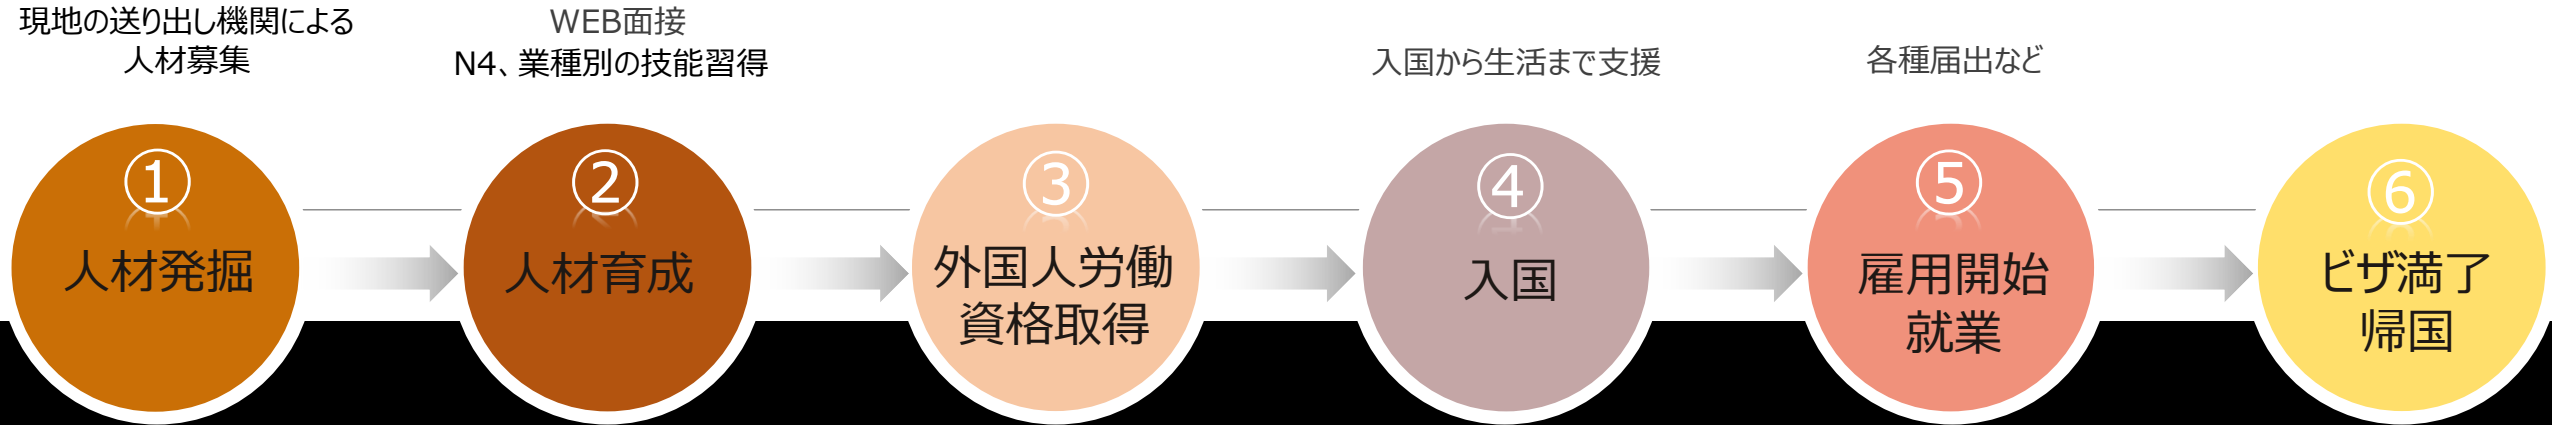 現地の送り出し機関による
人材募集
WEB面接
N4、業種別の技能習得
入国から生活まで支援
各種届出など
①
人材発掘
②
人材育成
③
外国人労働
資格取得
④
入国
⑤
雇用開始
就業
⑥
ビザ満了
帰国